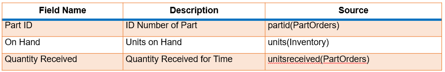 Field Name Description Source
Part ID ID Number of Part partid(PartOrders)
On Hand Units on Hand units(Inventory)
Quantity Received Quantity Received for Time unitsreceived(PartOrders)